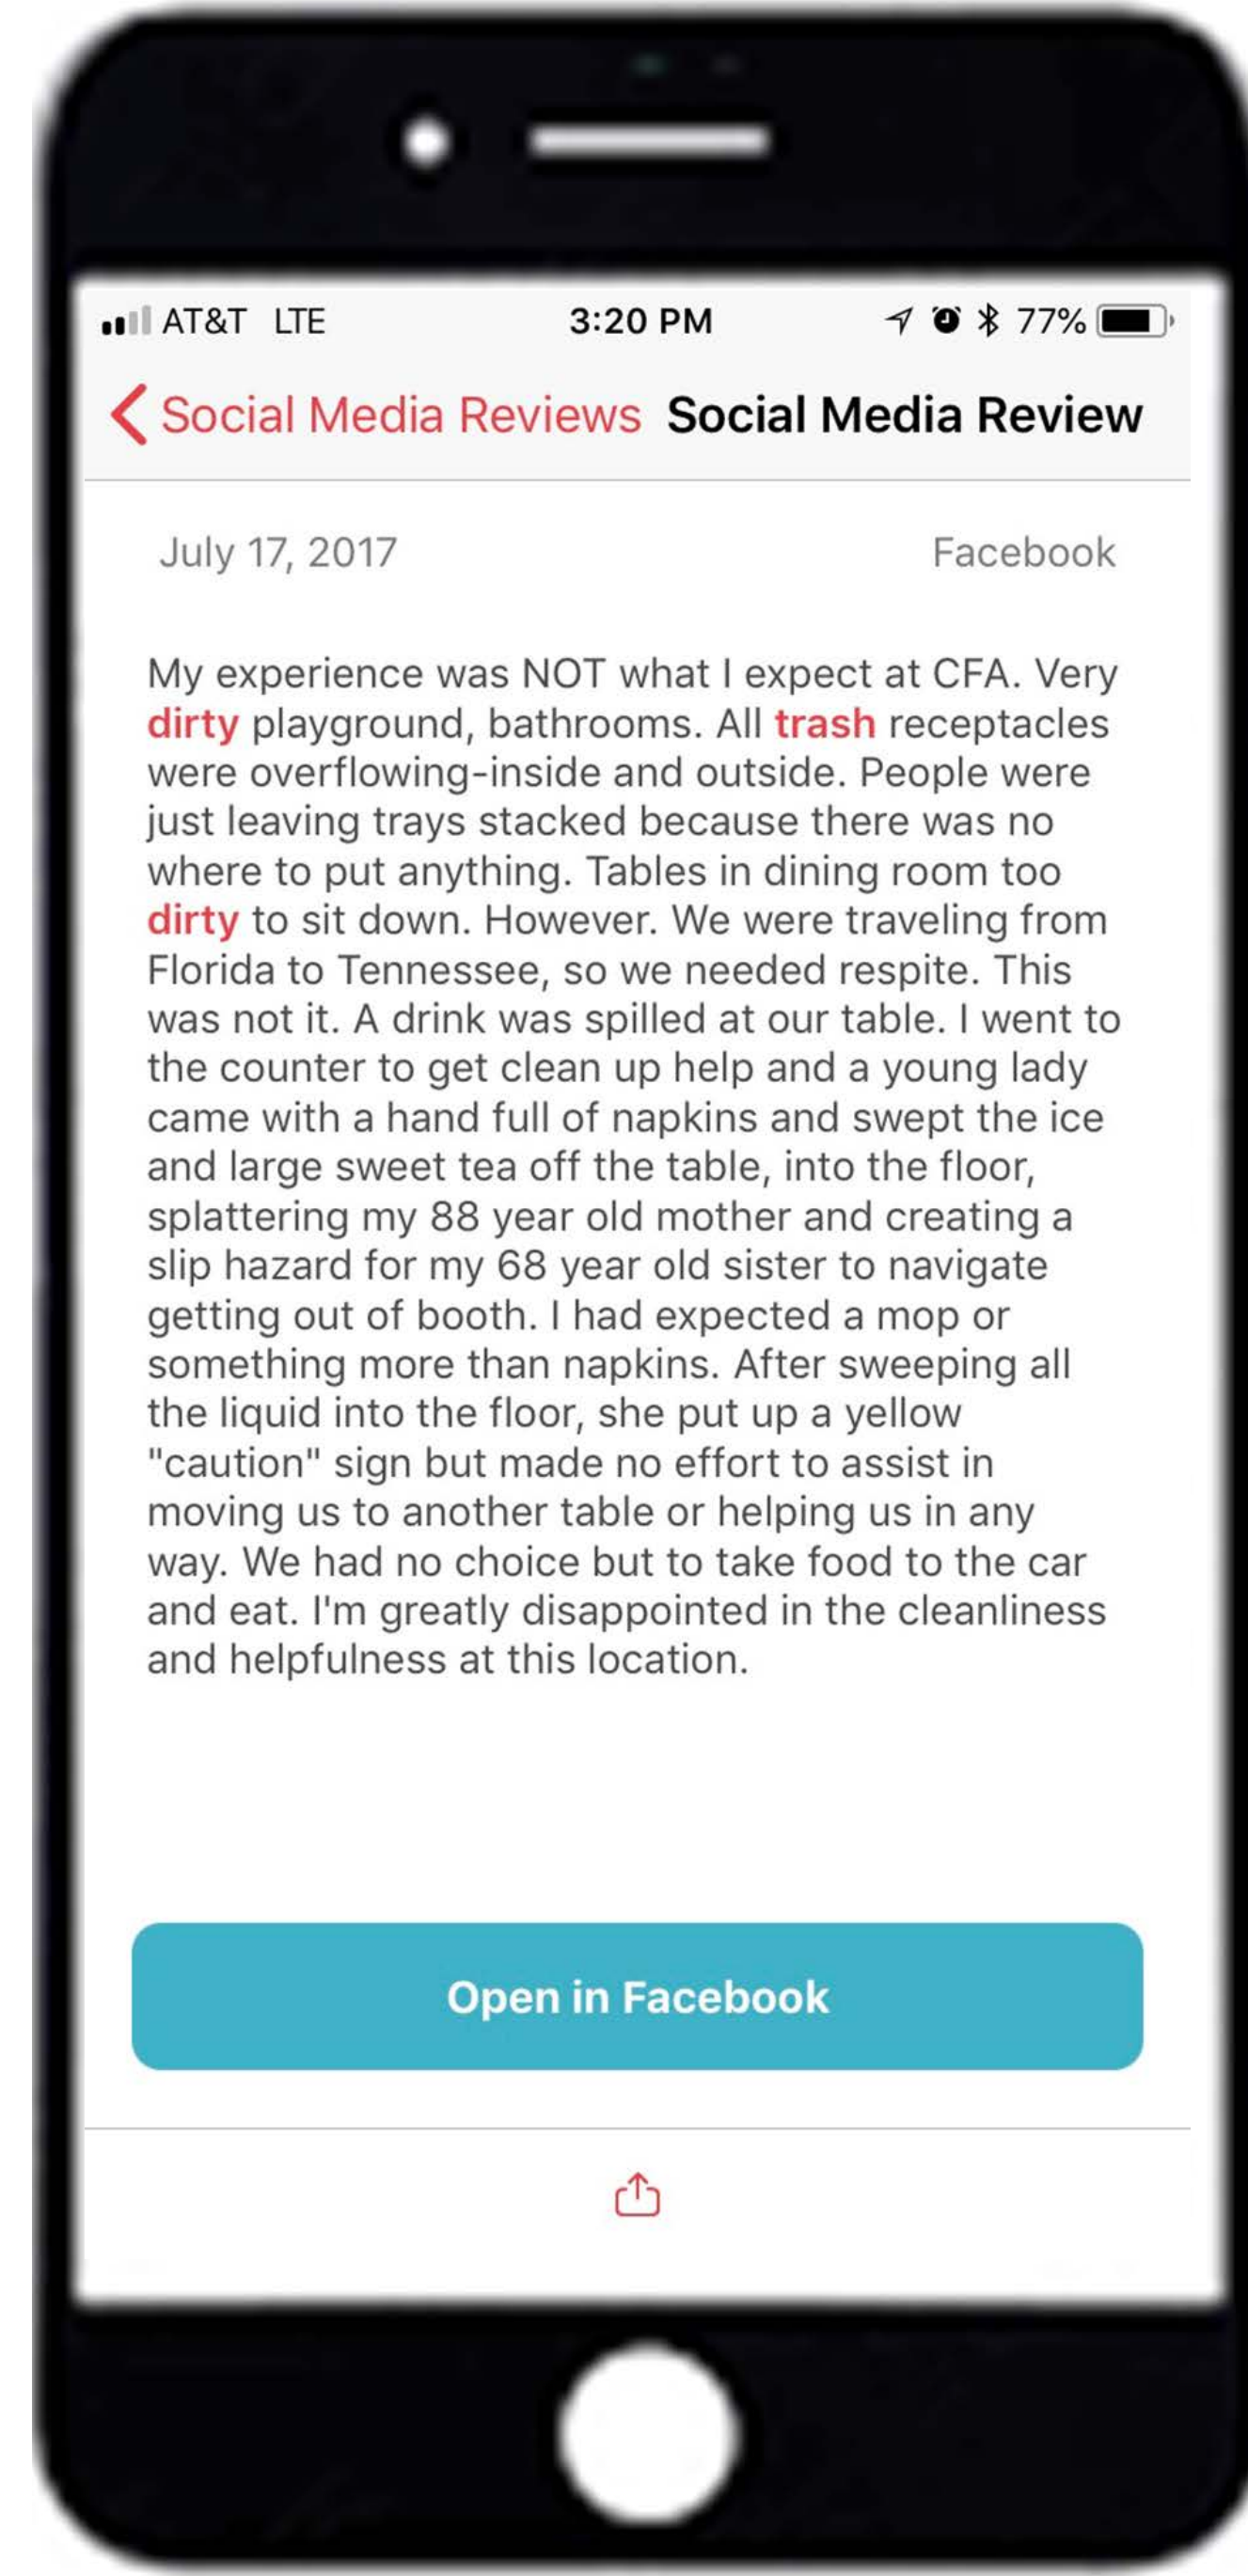 AT&T LTE 3:20 PM 77%
Social Media Reviews Social Media Review
July 17, 2017 Facebook
My experience was NOT what I expect at CFA. Very
dirty playground, bathrooms. All trash receptacles
were overflowing-inside and outside. People were
just leaving trays stacked because there was no
where to put anything. Tables in dining room too
dirty to sit down. However. We were traveling from
Florida to Tennessee, so we needed respite. This
was not it. A drink was spilled at our table. I went to
the counter to get clean up help and a young lady
came with a hand full of napkins and swept the ice
and large sweet tea off the table, into the floor,
splattering my 88 year old mother and creating a
slip hazard for my 68 year old sister to navigate
getting out of booth. I had expected a mop or
something more than napkins. After sweeping all
the liquid into the floor, she put up a yellow
"caution" sign but made no effort to assist in
moving us to another table or helping us in any
way. We had no choice but to take food to the car
and eat. I'm greatly disappointed in the cleanliness
and helpfulness at this location.
Open in Facebook